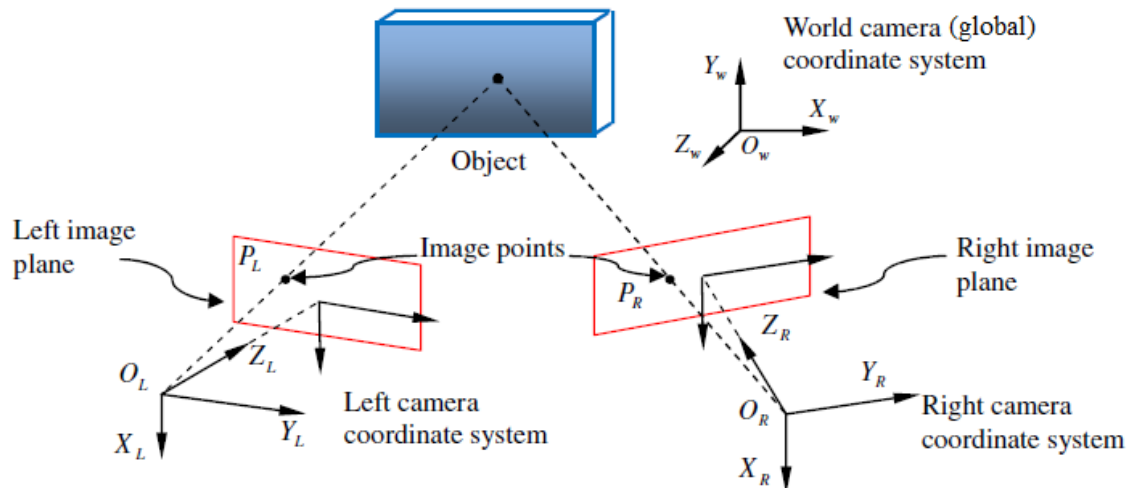 World camera (global)
coordinate system
Y_w
X_w
Z_w
O_w
Object
Left image
plane
P_L
Image points
P_R
Right image
plane
Z_L
O_L
X_L
Y_L
Left camera
coordinate system
Z_R
Y_R
O_R
X_R
Right camera
coordinate system